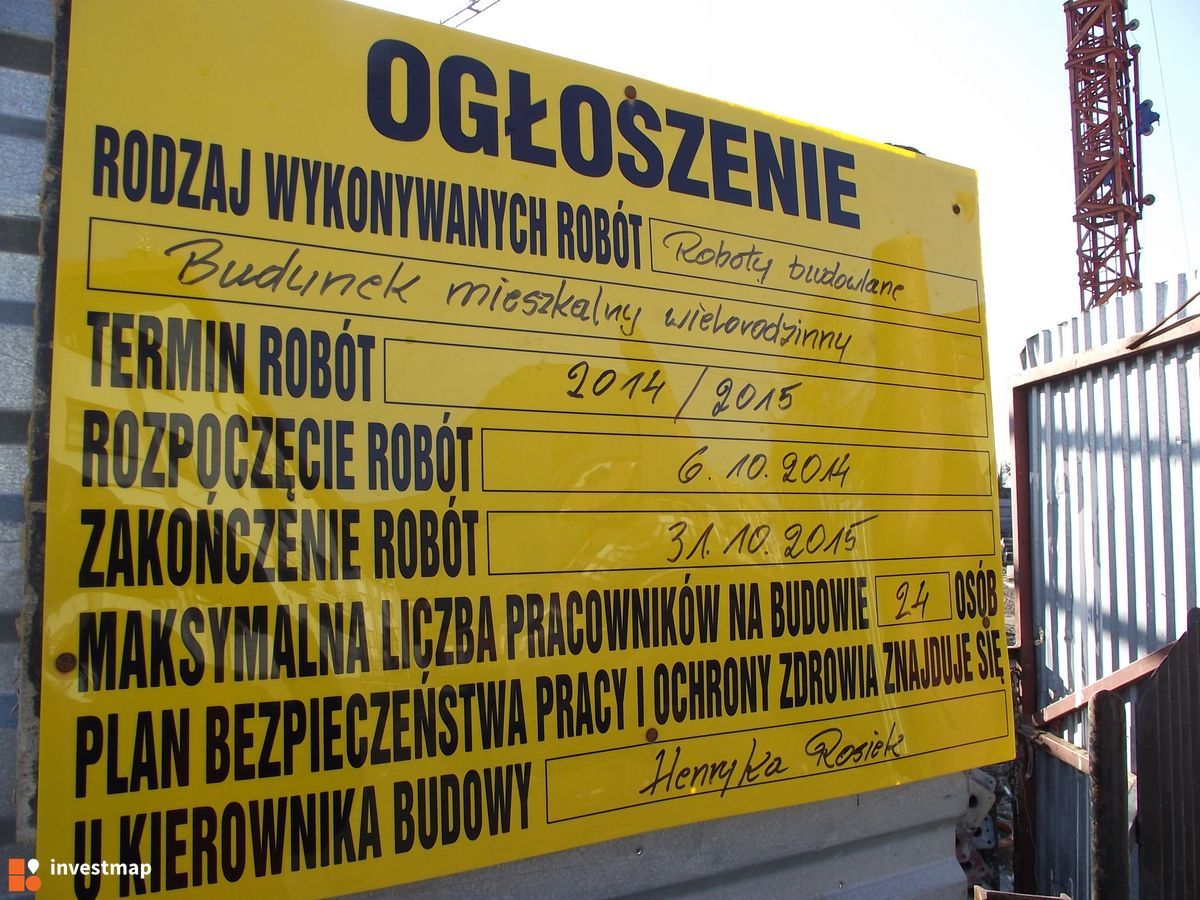 OGŁOSZENIE
RODZAJ WYKONYWANYCH ROBÓT Roboty budowlane
Budynek mieszkalny wielorodzinny
TERMIN ROBÓT 2014/2015
ROZPOCZĘCIE ROBÓT 6.10.2014
ZAKOŃCZENIE ROBÓT 31.10.2015
MAKSYMALNA LICZBA PRACOWNIKÓW NA BUDOWIE 24 OSÓB
PLAN BEZPIECZEŃSTWA PRACY I OCHRONY ZDROWIA ZNAJDUJE SIĘ
U KIEROWNIKA BUDOWY Henryka Rosiek
investmap